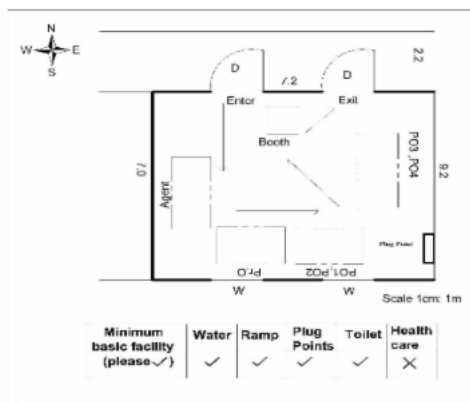 N
W E
S
D D
7.2
2.2
Enter Exit
Booth
PO3 ,PO4
7.0
9.2
Agent
Plug Point
Pr.O PO1,PO2
W W
Scale 1cm: 1m
Minimum basic facility (please ✓) Water Ramp Plug Points Toilet Health care
✓ ✓ ✓ ✓ ✕